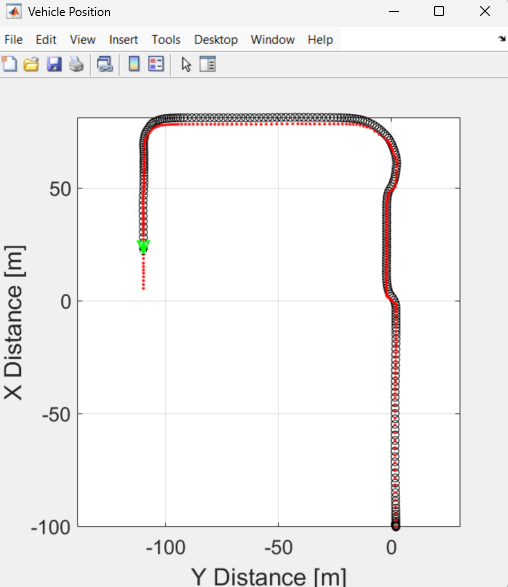 Vehicle Position
File Edit View Insert Tools Desktop Window Help
50
0
-50
-100
X Distance [m]
-100 -50 0
Y Distance [m]